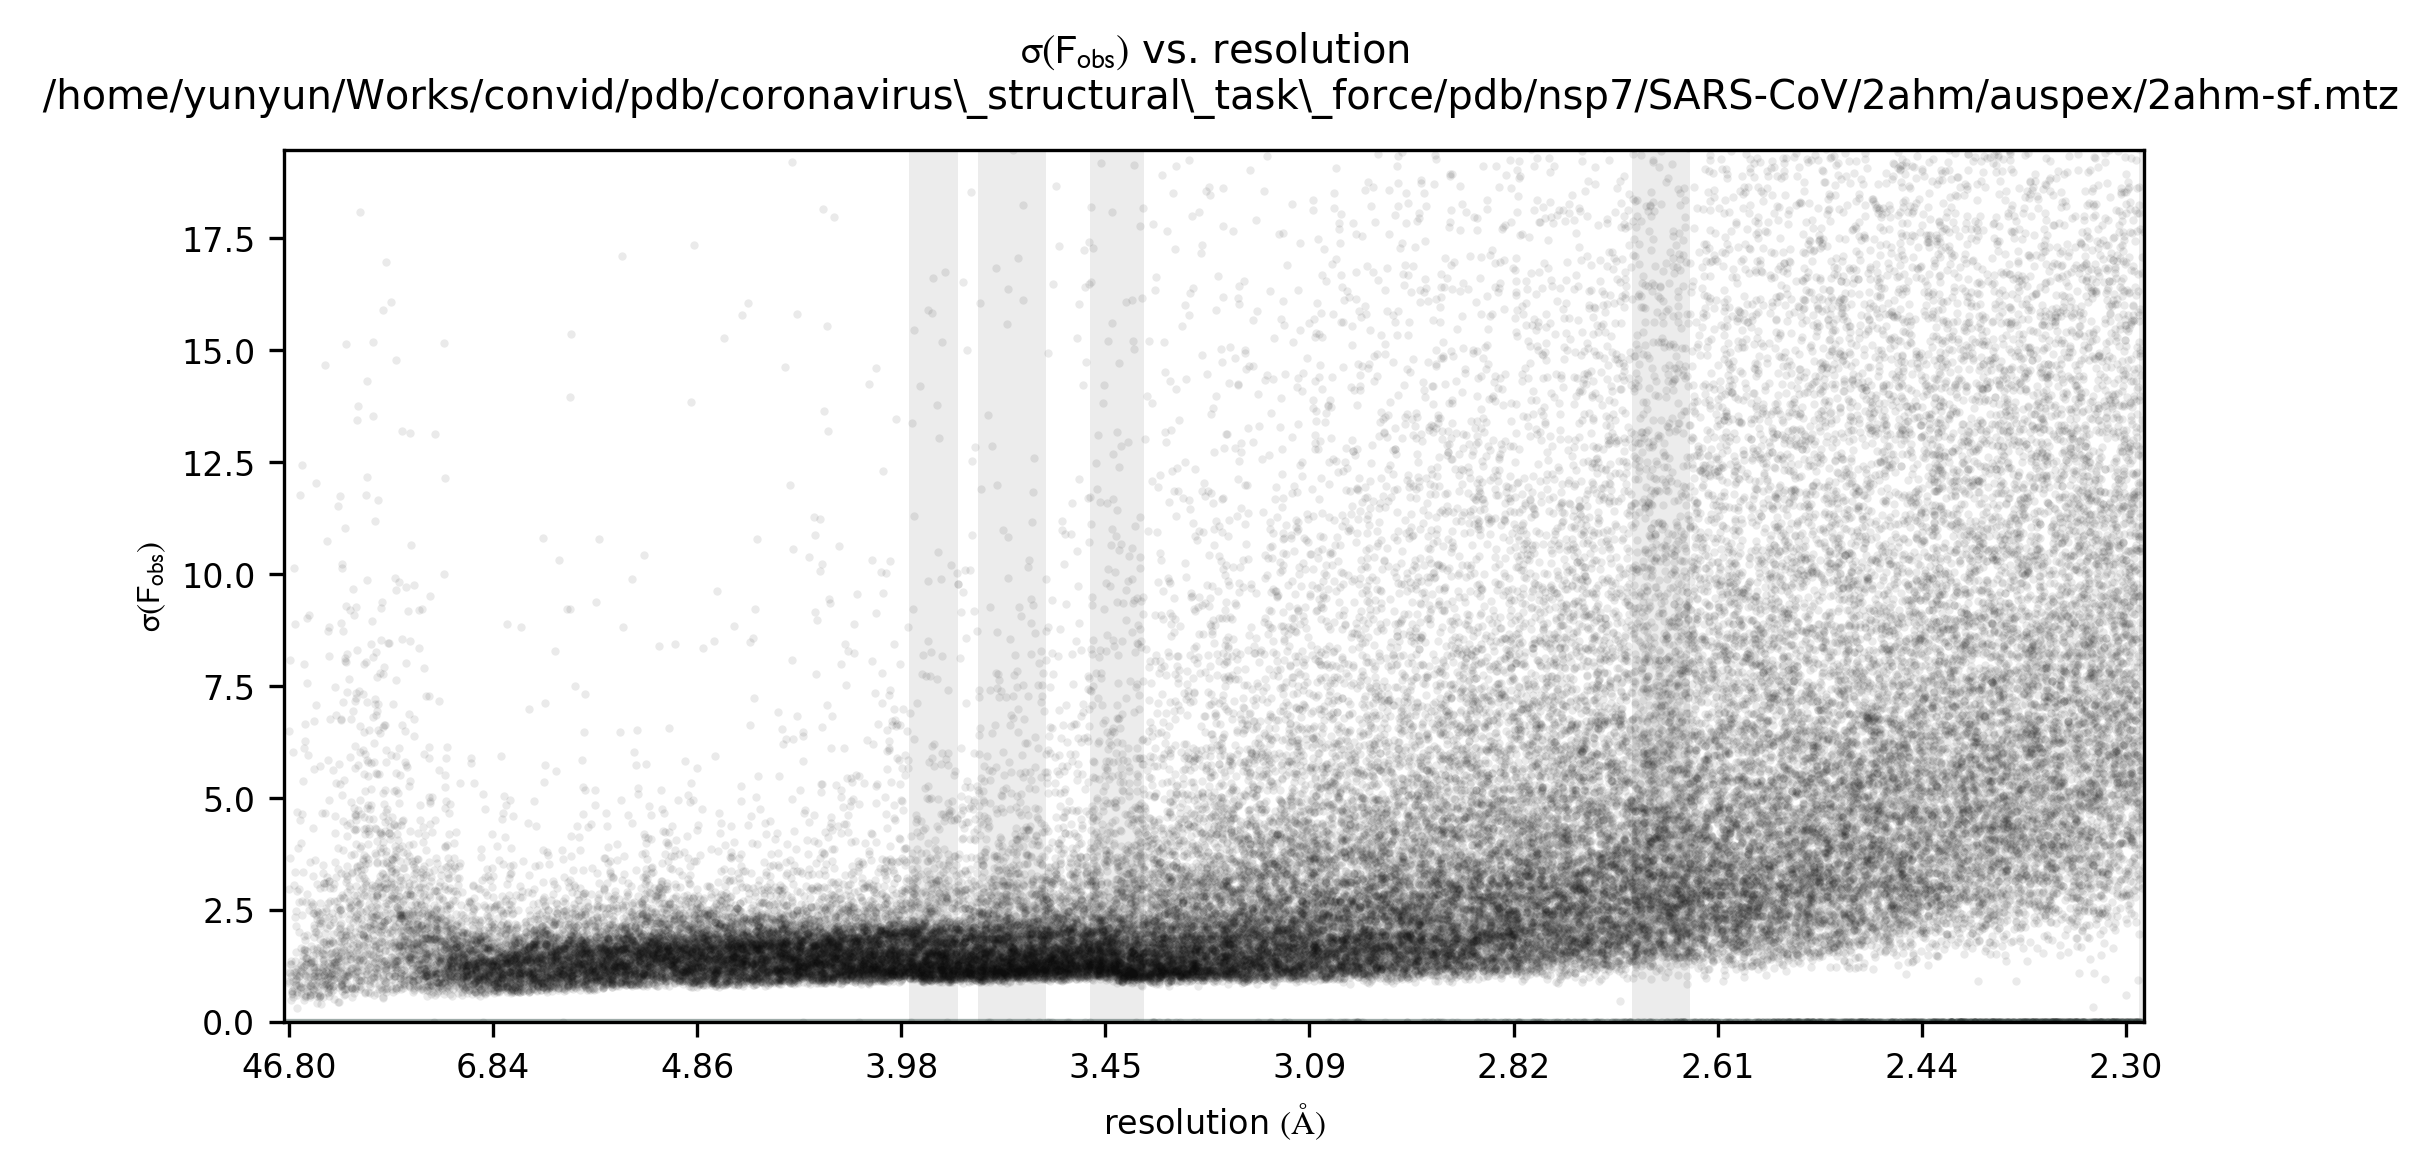 σ(Fobs) vs. resolution
/home/yunyun/Works/convid/pdb/coronavirus\_structural\_task\_force/pdb/nsp7/SARS-CoV/2ahm/auspex/2ahm-sf.mtz
σ(Fobs)
17.5
15.0
12.5
10.0
7.5
5.0
2.5
0.0
46.80 6.84 4.86 3.98 3.45 3.09 2.82 2.61 2.44 2.30
resolution (Å)